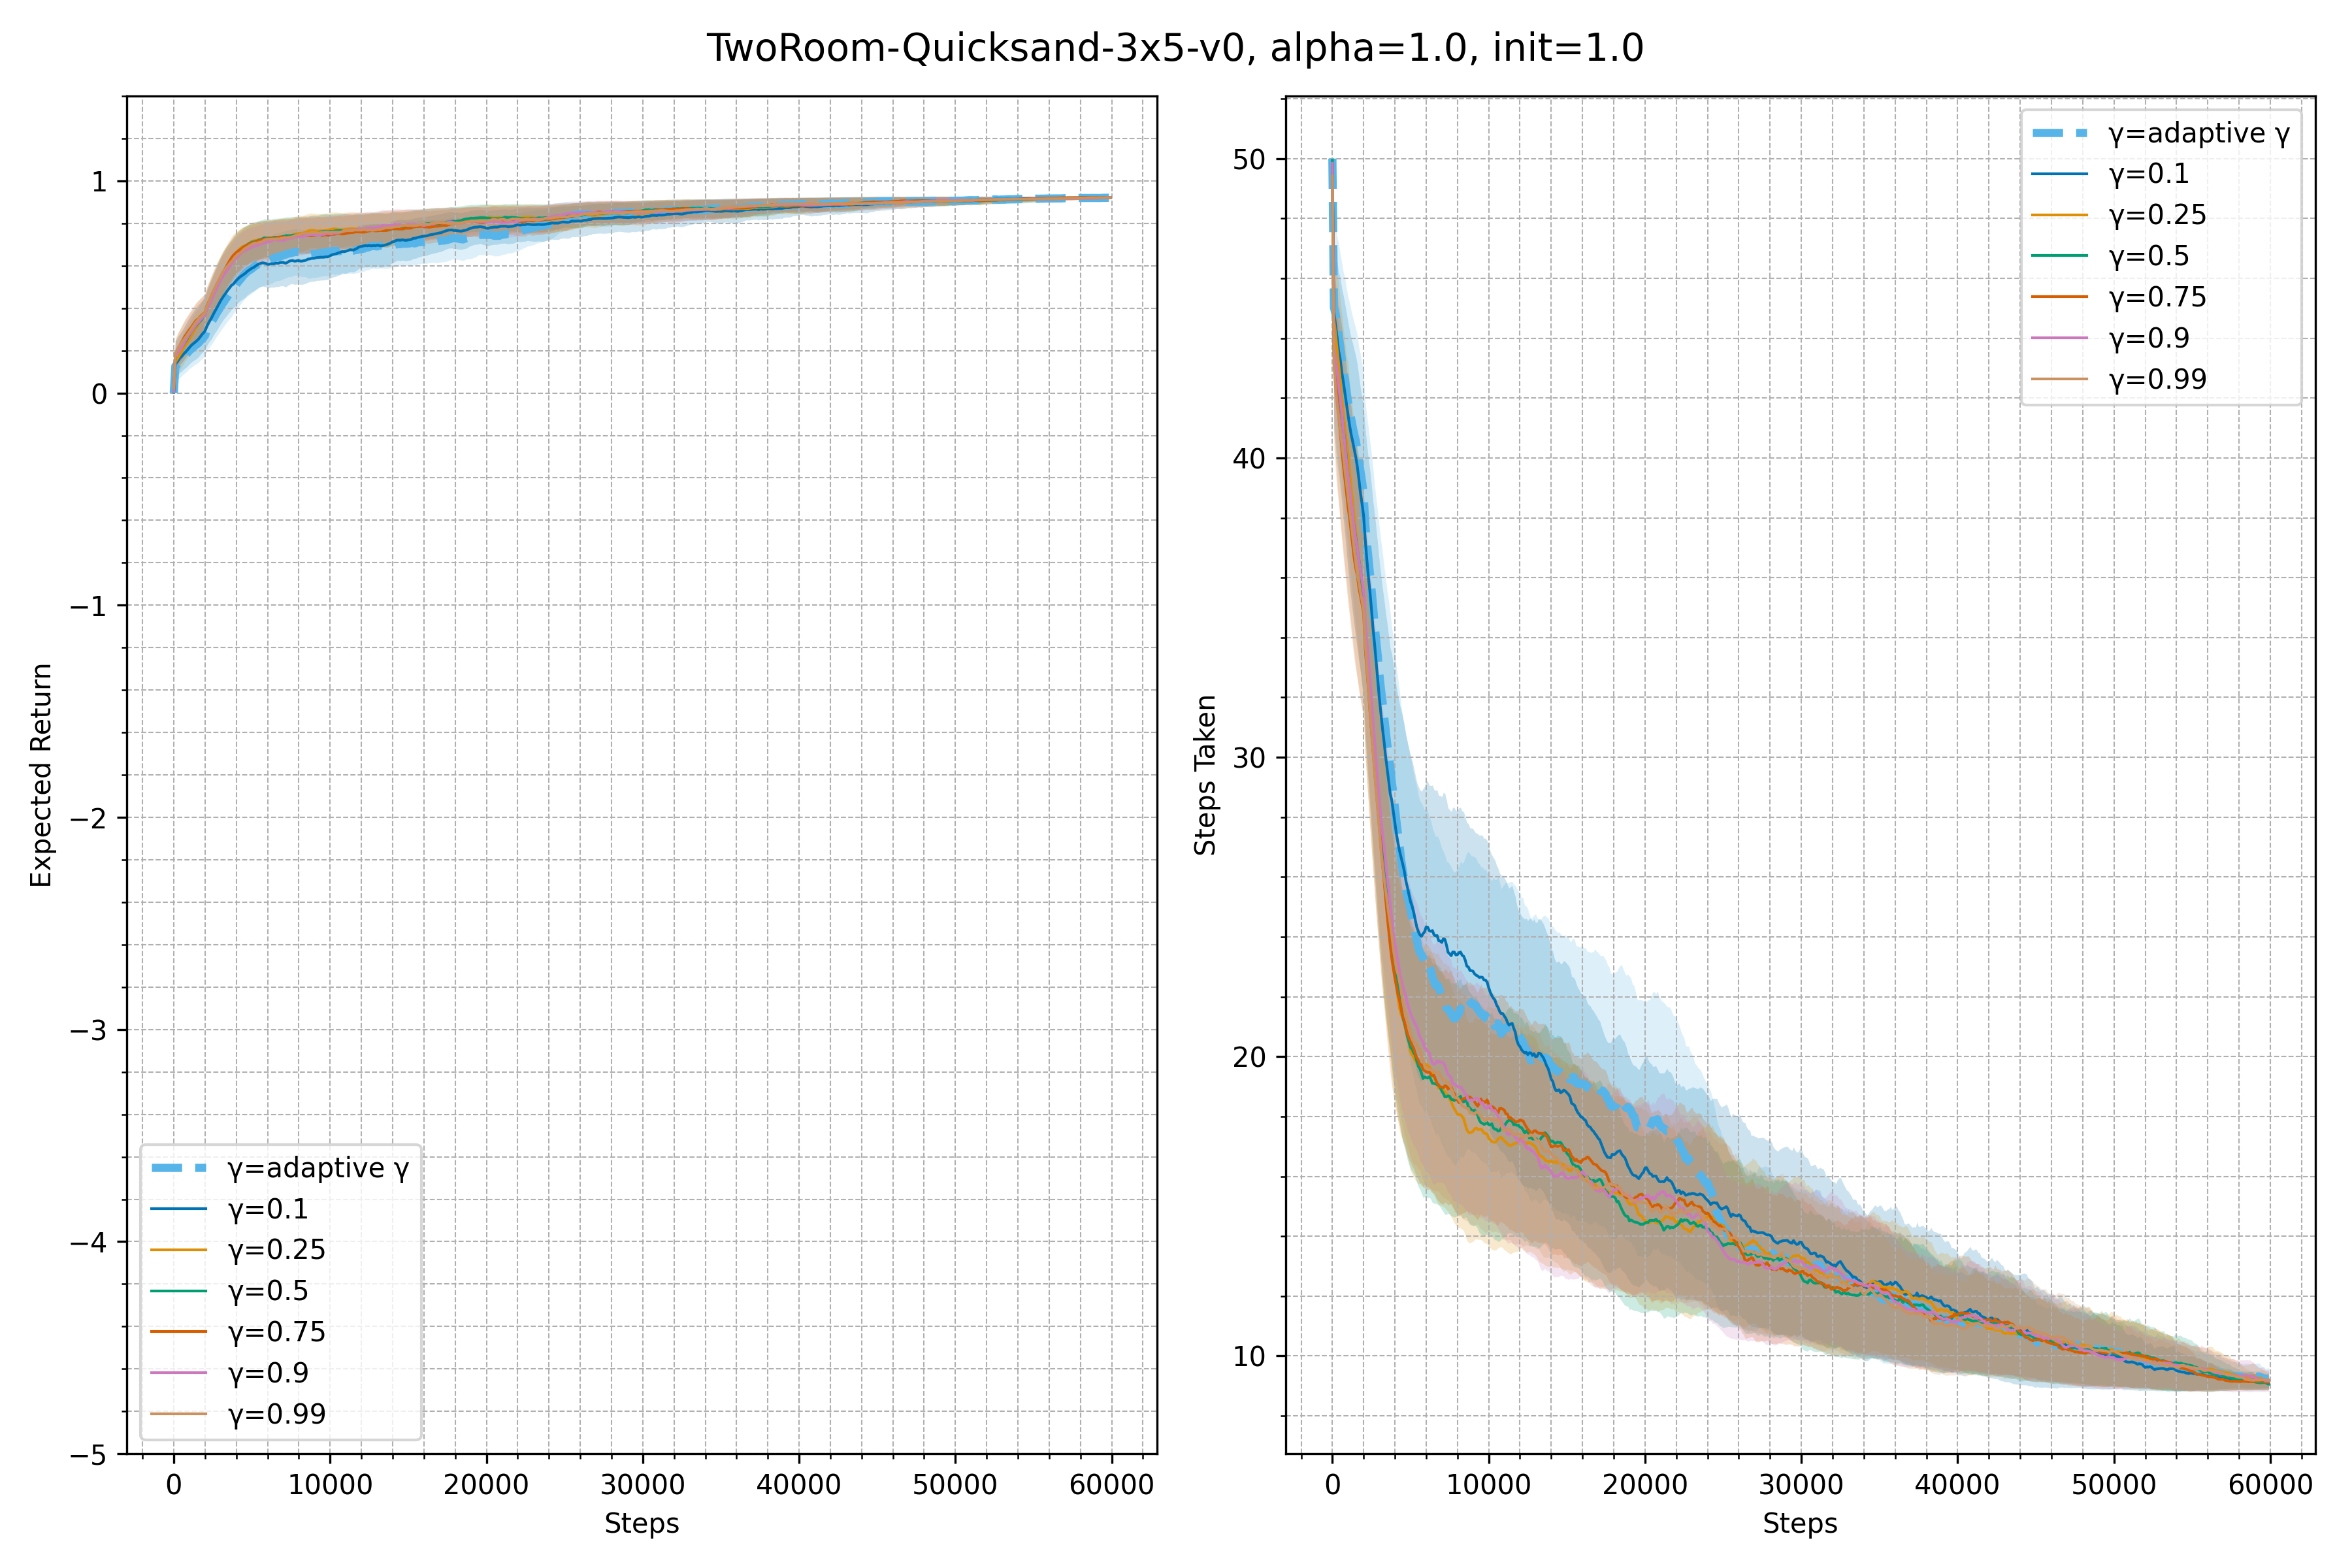 TwoRoom-Quicksand-3x5-v0, alpha=1.0, init=1.0
Expected Return
1
0
−1
−2
−3
−4
−5
γ=adaptive γ
γ=0.1
γ=0.25
γ=0.5
γ=0.75
γ=0.9
γ=0.99
0 10000 20000 30000 40000 50000 60000
Steps
Steps Taken
50
40
30
20
10
γ=adaptive γ
γ=0.1
γ=0.25
γ=0.5
γ=0.75
γ=0.9
γ=0.99
0 10000 20000 30000 40000 50000 60000
Steps